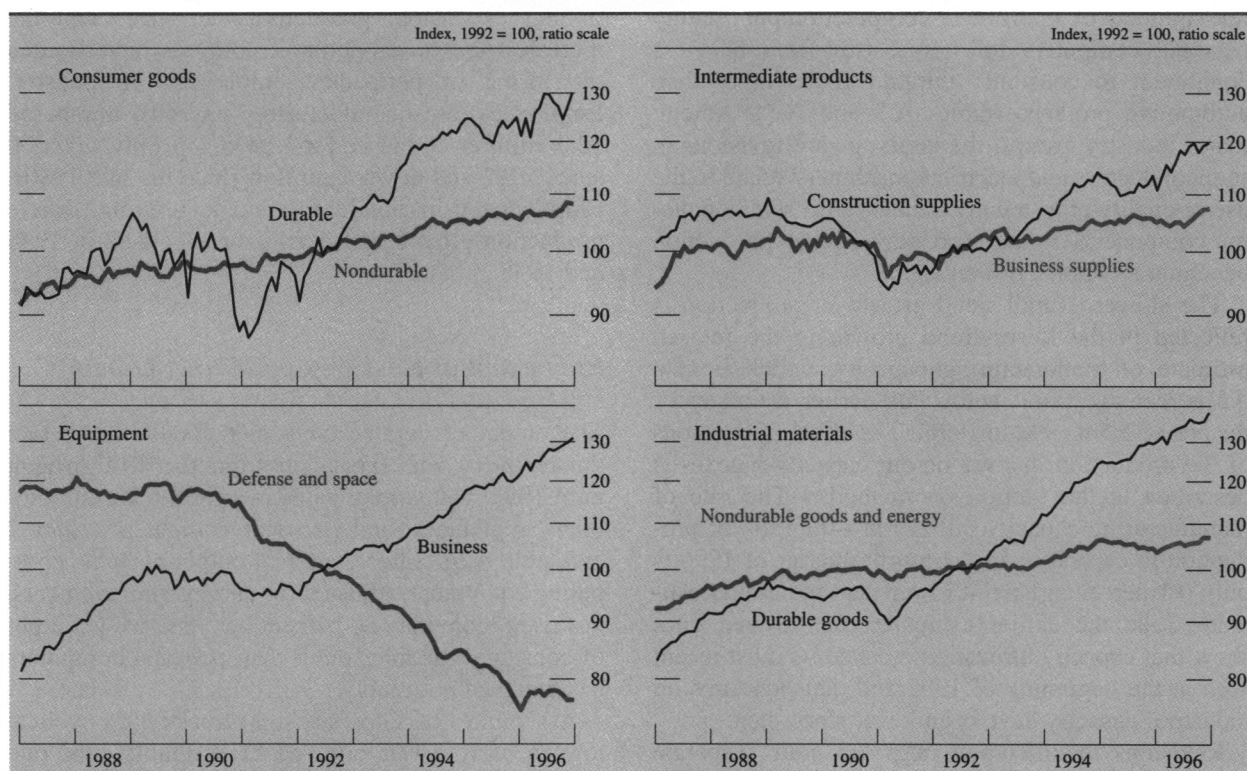 Index, 1992 = 100, ratio scale
Consumer goods
130
120
110
Durable
100
Nondurable
90
Index, 1992 = 100, ratio scale
Intermediate products
130
120
Construction supplies
110
100
Business supplies
90
Equipment
130
Defense and space
120
110
Business
100
90
80
1988 1990 1992 1994 1996
Industrial materials
130
120
Nondurable goods and energy
110
100
Durable goods
90
80
1988 1990 1992 1994 1996